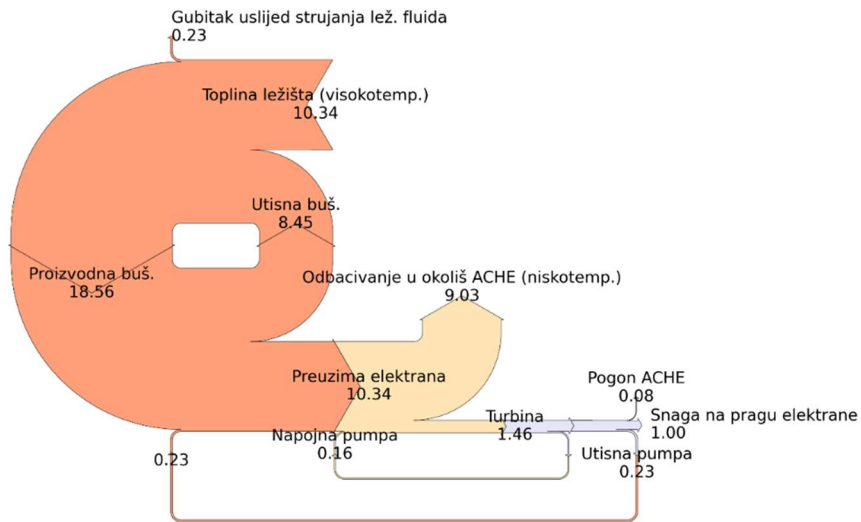 Gubitak uslijed strujanja lež. fluida
0.23
Toplina ležišta (visokotemp.)
10.34
Utisna buš.
8.45
Proizvodna buš.
18.56
Odbacivanje u okoliš ACHE (niskotemp.)
9.03
Preuzima elektrana
10.34
Pogon ACHE
0.08
Turbina
1.46
Snaga na pragu elektrane
1.00
Napojna pumpa
0.16
0.23
Utisna pumpa
0.23